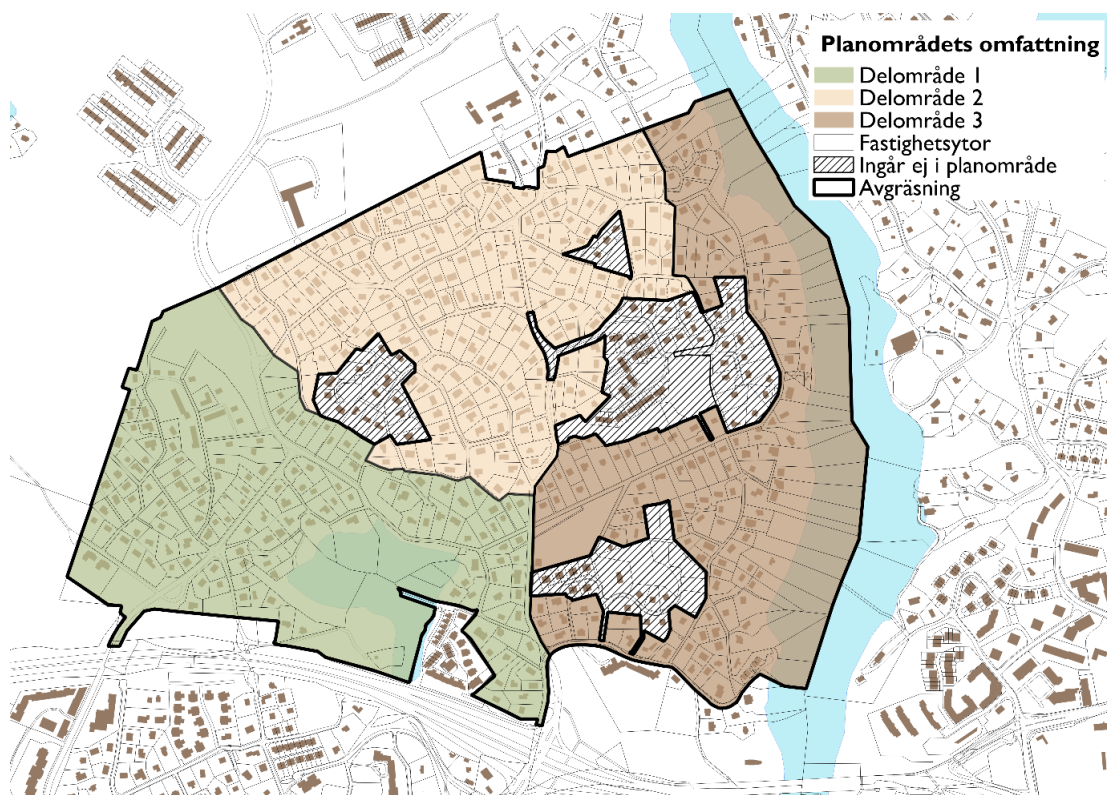 Planområdets omfattning
Delområde 1
Delområde 2
Delområde 3
Fastighetsytor
Ingår ej i planområde
Avgräsning